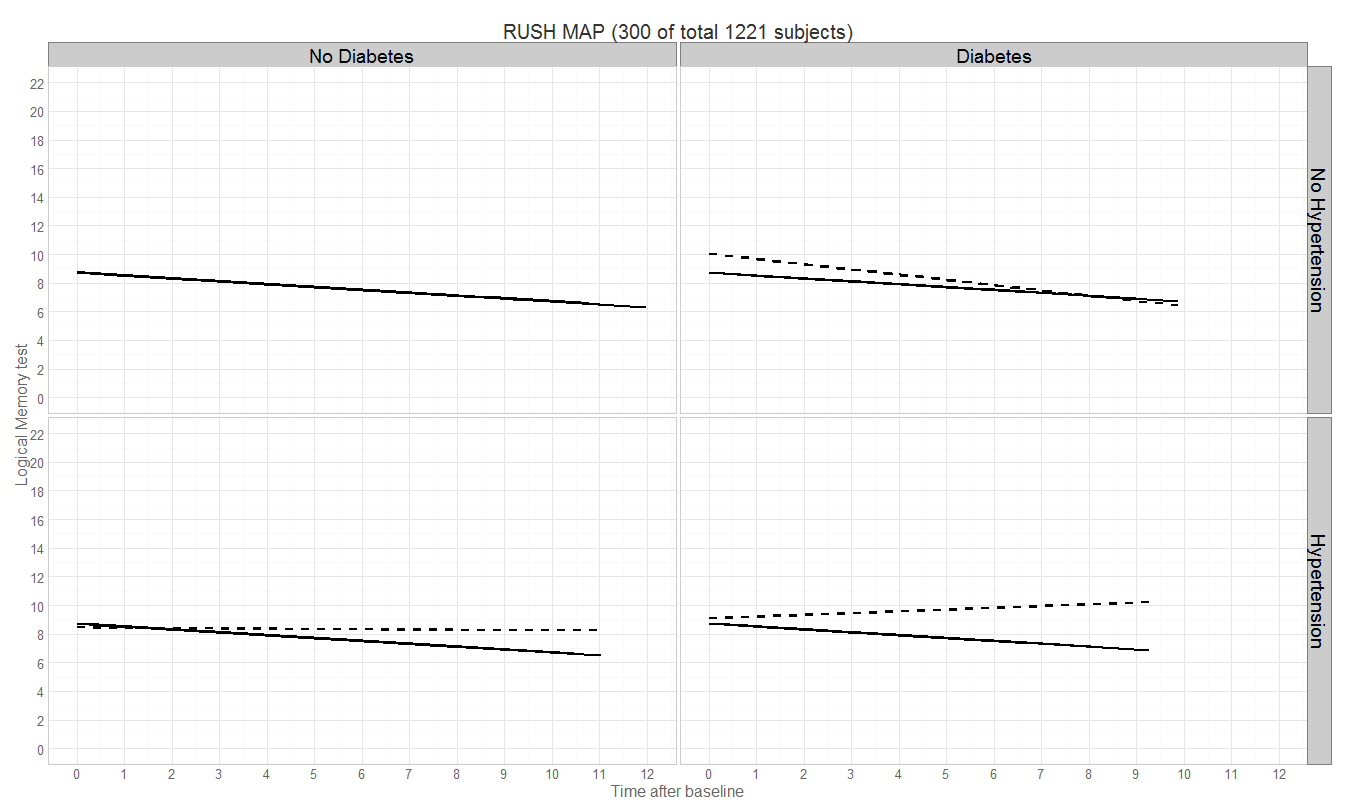 RUSH MAP (300 of total 1221 subjects)
No Diabetes
Diabetes
22
20
18
16
14
12
10
8
6
4
2
0
No Hypertension
Logical Memory test
22
20
18
16
14
12
10
8
6
4
2
0
Hypertension
0 1 2 3 4 5 6 7 8 9 10 11 12
0 1 2 3 4 5 6 7 8 9 10 11 12
Time after baseline